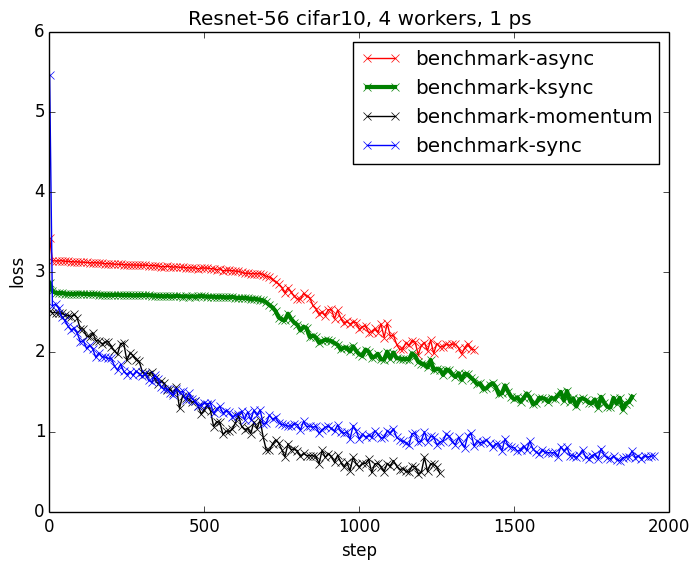 Resnet-56 cifar10, 4 workers, 1 ps
6
5
4
3
2
1
0
loss
benchmark-async
benchmark-ksync
benchmark-momentum
benchmark-sync
0 500 1000 1500 2000
step